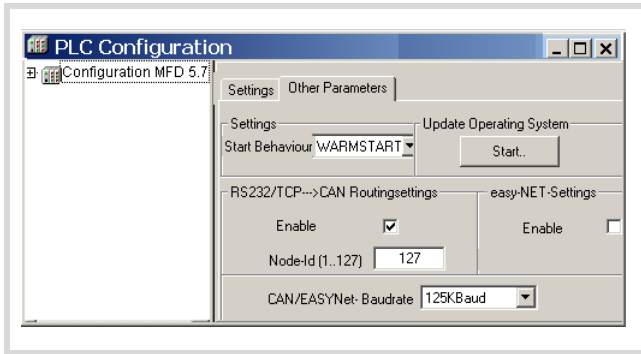 PLC Configuration
Configuration MFD 5.7
Settings Other Parameters
Settings Update Operating System
Start Behaviour WARMSTART Start..
RS232/TCP--->CAN Routingsettings easy-NET-Settings
Enable Enable
Node-Id (1..127) 127
CAN/EASYNet- Baudrate 125KBaud